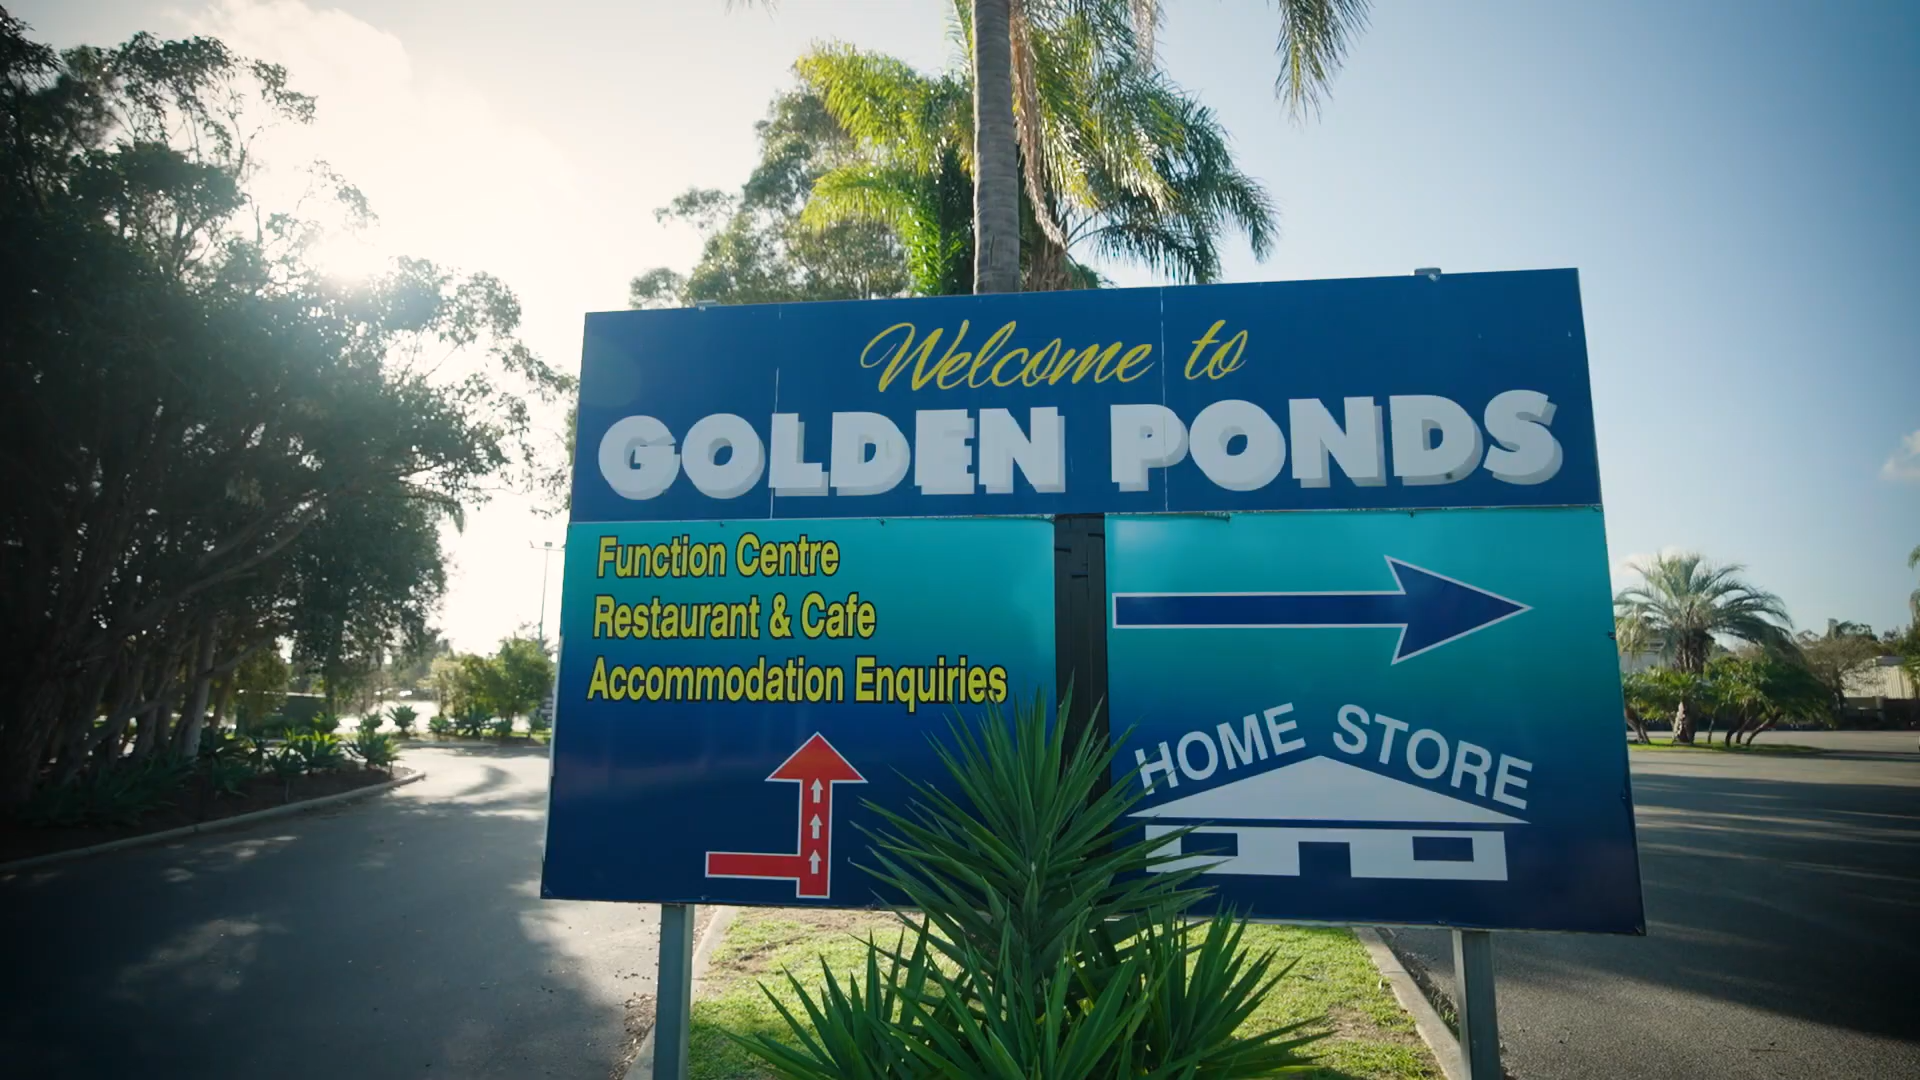 Welcome to
GOLDEN PONDS
Function Centre
Restaurant & Cafe
Accommodation Enquiries
HOME STORE